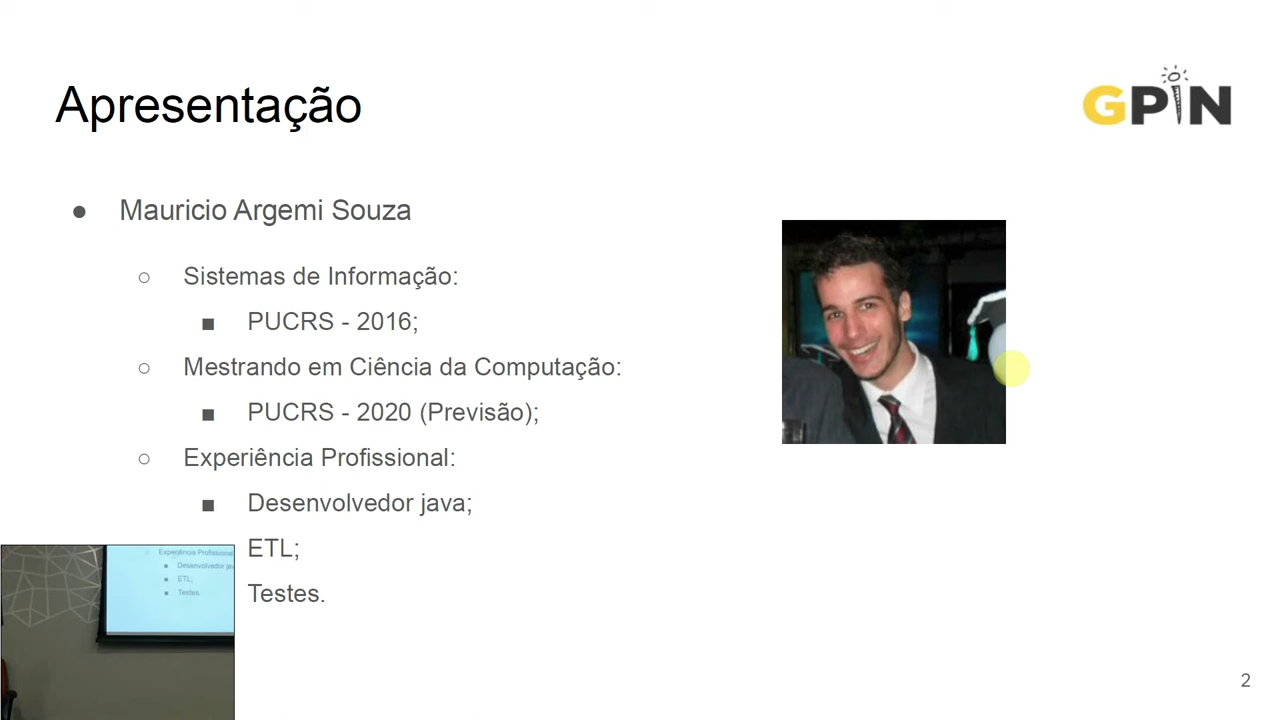 Apresentação
GPIN
● Mauricio Argemi Souza
○ Sistemas de Informação:
■ PUCRS - 2016;
○ Mestrando em Ciência da Computação:
■ PUCRS - 2020 (Previsão);
○ Experiência Profissional:
■ Desenvolvedor java;
ETL;
Testes.
○ Experiência Profissional
■ Desenvolvedor jav
■ ETL;
■ Testes.
2